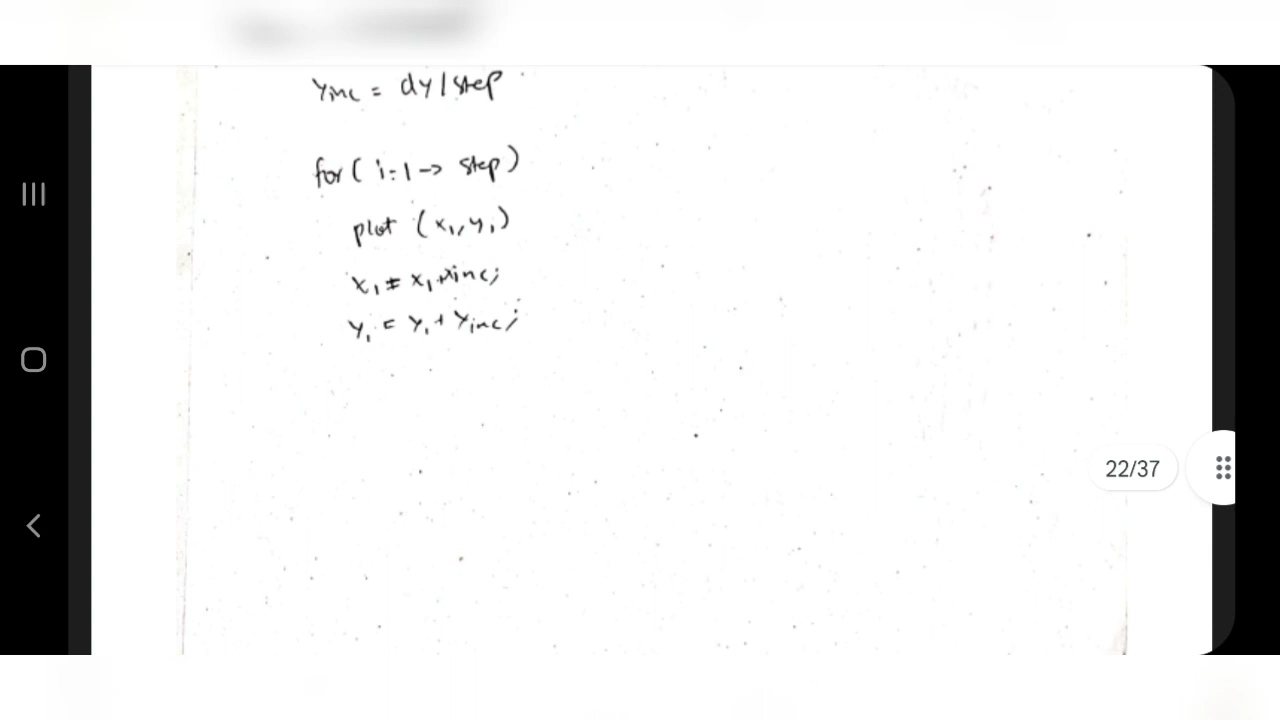 Yinc = dy/step
for ( i=1 -> step)
plot (x₁, y₁)
x₁ = x₁+xinc;
y₁ = y₁ + yinc;
22/37